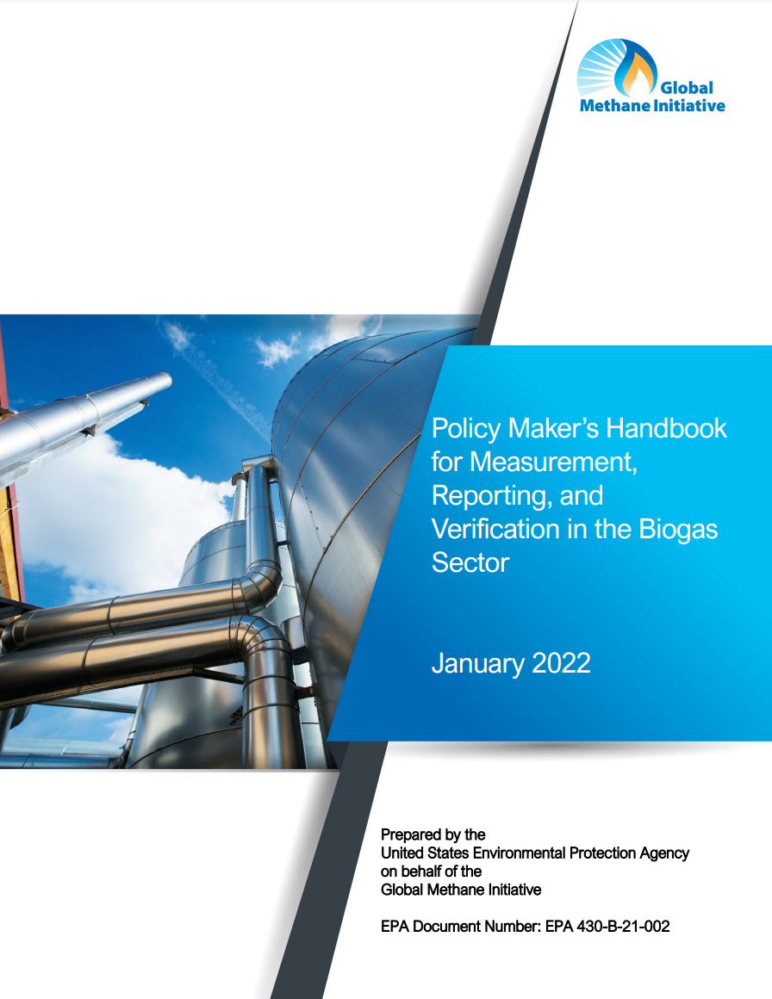 Global
Methane Initiative
Policy Maker’s Handbook
for Measurement,
Reporting, and
Verification in the Biogas
Sector
January 2022
Prepared by the
United States Environmental Protection Agency
on behalf of the
Global Methane Initiative
EPA Document Number: EPA 430-B-21-002